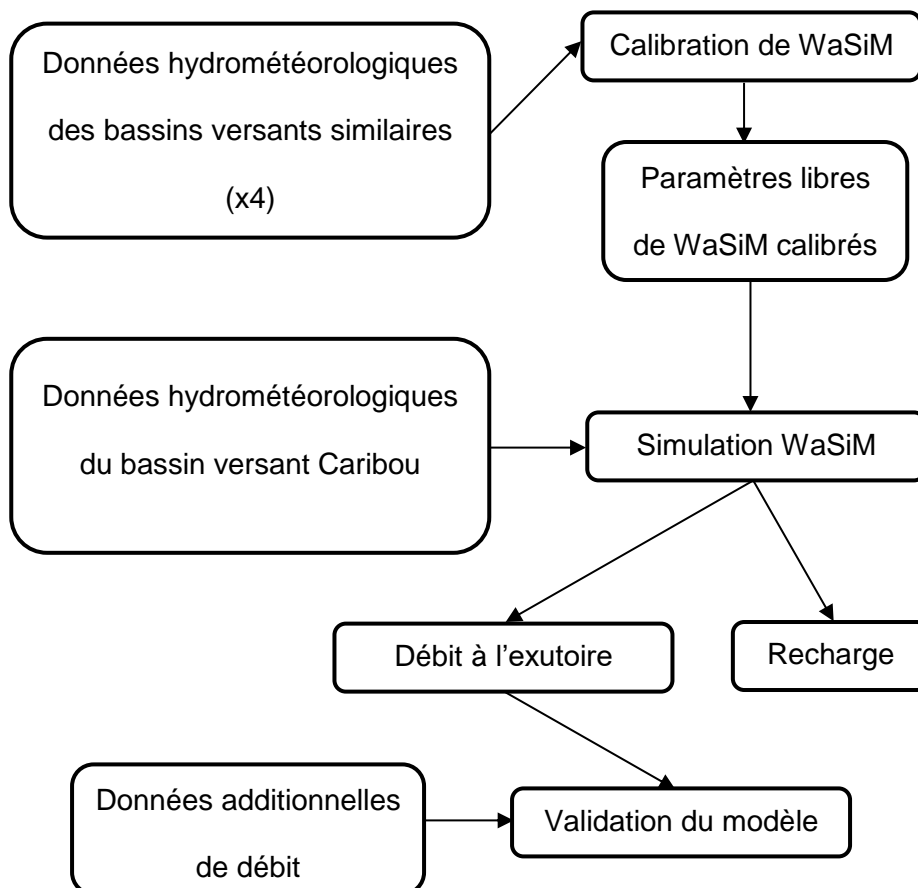 Données hydrométéorologiques
des bassins versants similaires
(x4)
Calibration de WaSiM
Paramètres libres
de WaSiM calibrés
Données hydrométéorologiques
du bassin versant Caribou
Simulation WaSiM
Débit à l’exutoire
Recharge
Données additionnelles
de débit
Validation du modèle